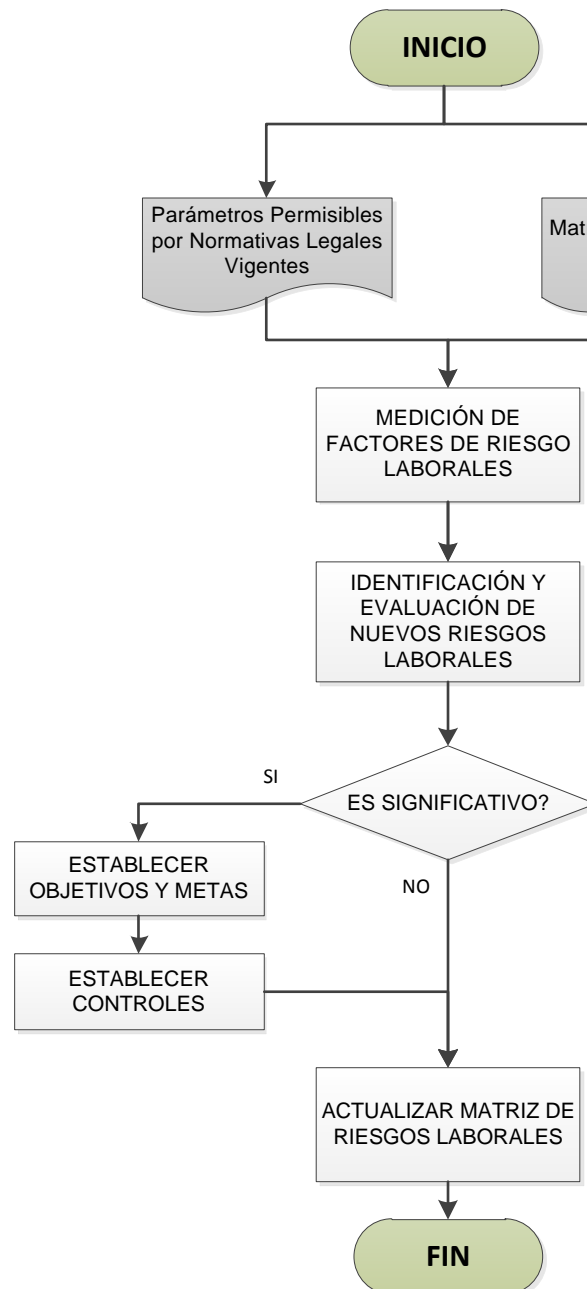 INICIO
Parámetros Permisibles
por Normativas Legales
Vigentes
Mat
MEDICIÓN DE
FACTORES DE RIESGO
LABORALES
IDENTIFICACIÓN Y
EVALUACIÓN DE
NUEVOS RIESGOS
LABORALES
ES SIGNIFICATIVO?
SI
NO
ESTABLECER
OBJETIVOS Y METAS
ESTABLECER
CONTROLES
ACTUALIZAR MATRIZ DE
RIESGOS LABORALES
FIN